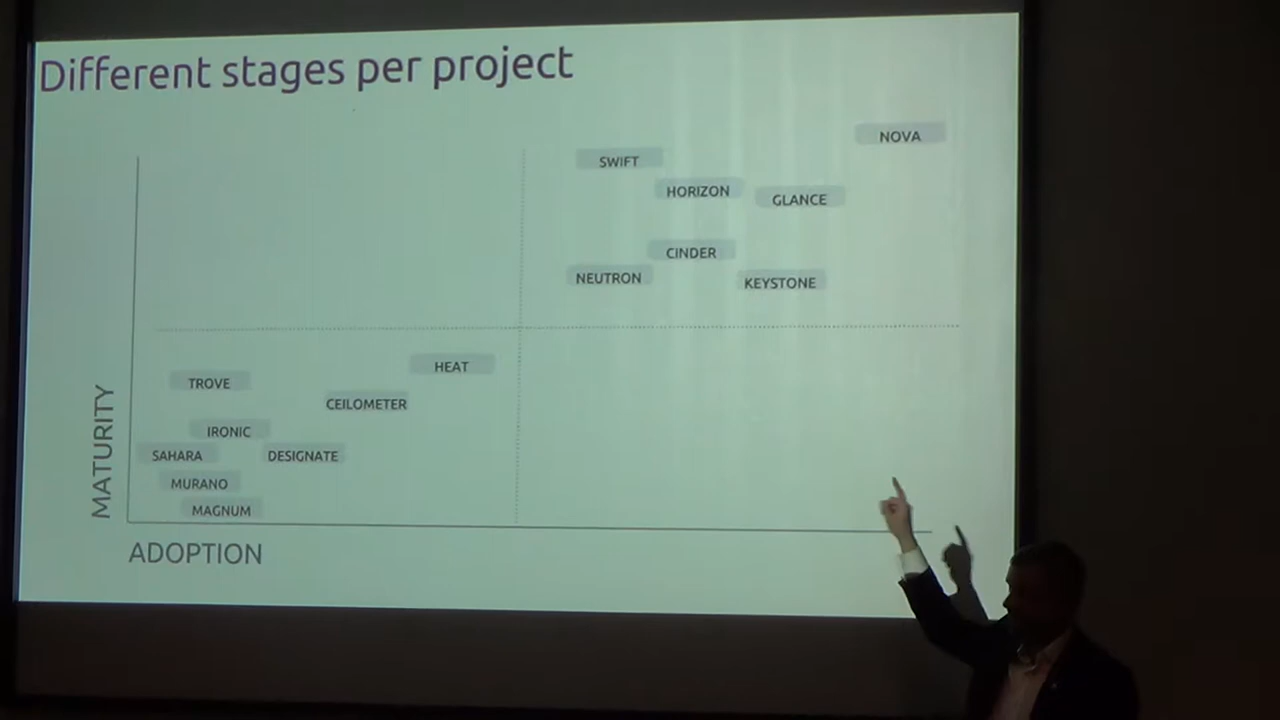 Different stages per project
NOVA
SWIFT
HORIZON
GLANCE
CINDER
NEUTRON
KEYSTONE
HEAT
TROVE
CEILOMETER
IRONIC
SAHARA
DESIGNATE
MURANO
MAGNUM
MATURITY
ADOPTION